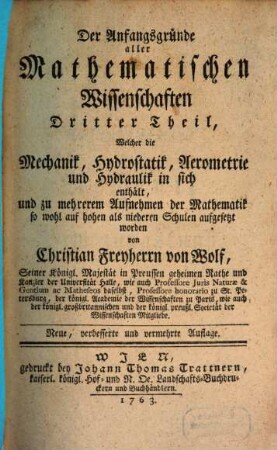 Der Anfangsgründe
aller
Mathematischen
Wissenschaften
Dritter Theil,
Welcher die
Mechanik, Hydrostatik, Aerometrie
und Hydraulik in sich
enthält,
und zu mehrerem Aufnehmen der Mathematik
so wohl auf hohen als niederen Schulen aufgesetzt
worden
von
Christian Freyherrn von Wolf,
Seiner Königl. Majestät in Preussen geheimen Rathe und
Kanzler der Universität Halle, wie auch Professore Juris Naturæ &
Gentium ac Matheseos daselbst, Professore honorario zu St. Pe-
tersburg, der königl. Academie der Wissenschaften zu Paris, wie auch
der königl. großbritannischen und der königl. preußl. Societät der
Wissenschaften Mitgliede.
Neue, verbesserte und vermehrte Auflage.
WIEN,
gedruckt bey Johann Thomas Trattnern,
kaiserl. königl. Hof- und N. Oe. Landschafts-Buchdru-
ckern und Buchhändlern.
1763.